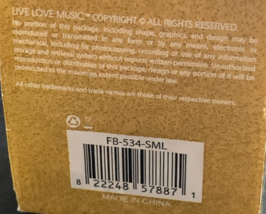 LIVE LOVE MUSIC™ COPYRIGHT © ALL RIGHTS RESERVED.
No portion of this package, including shape, graphics, and design may be
reproduced or transmitted in any form or by any means, electronic or
mechanical, including by photocopying, recording or use of an information
storage and retrieval system without express written permission. Unauthorized
reproduction or distribution of this package, design or any portion of it will be
prosecuted to the maximum extent possible under law.
All other trademarks and trade names are those of their respective owners.
FB-534-SML
8 22248 57887 1
MADE IN CHINA